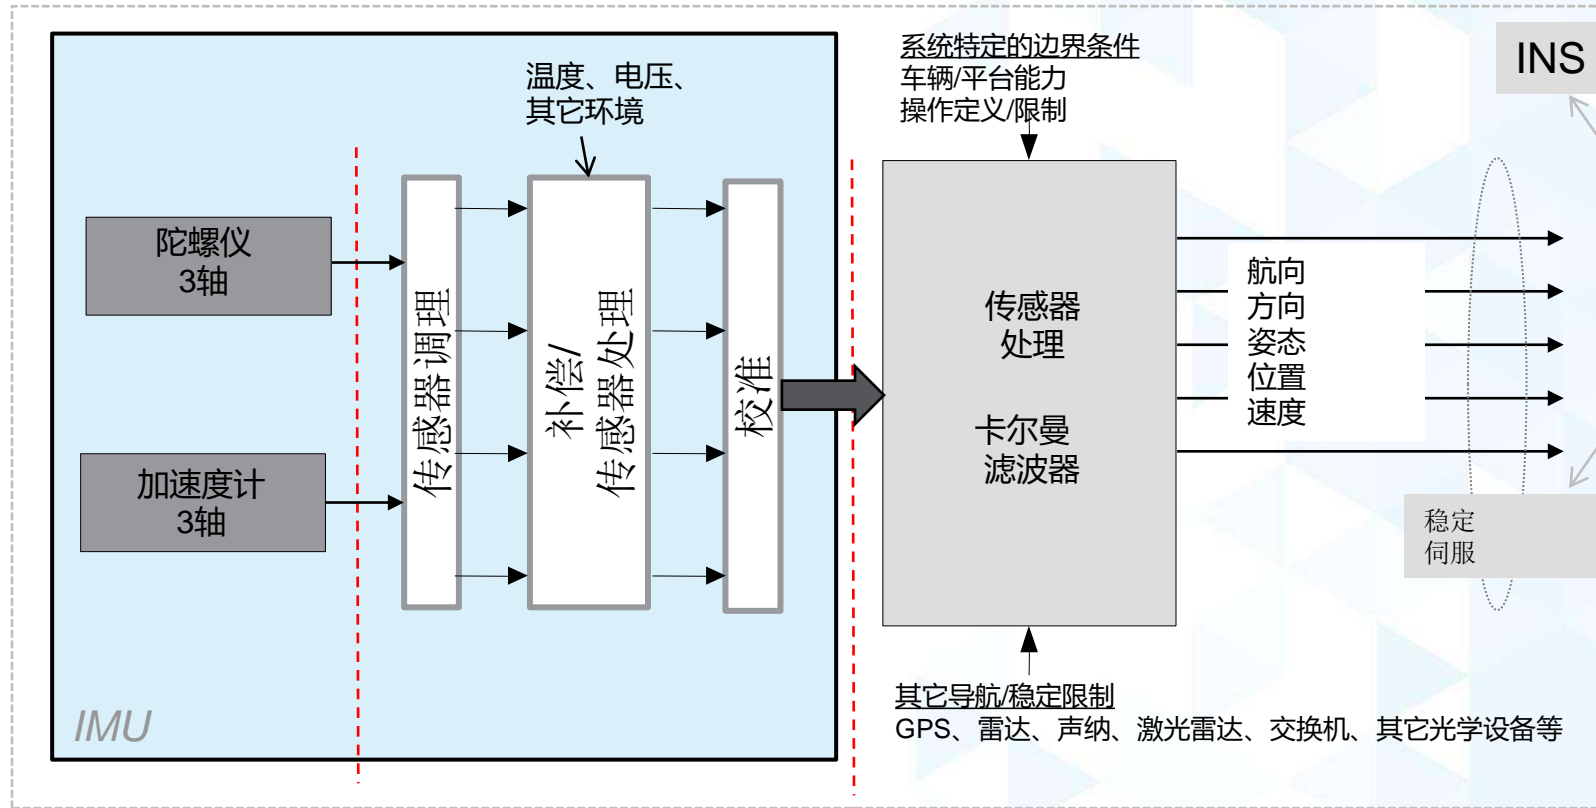 系统特定的边界条件
车辆/平台能力
操作定义/限制
INS
温度、电压、
其它环境
陀螺仪
3轴
加速度计
3轴
传感器调理
补偿/
传感器处理
校准
传感器
处理
卡尔曼
滤波器
航向
方向
姿态
位置
速度
稳定
伺服
IMU
其它导航/稳定限制
GPS、雷达、声纳、激光雷达、交换机、其它光学设备等